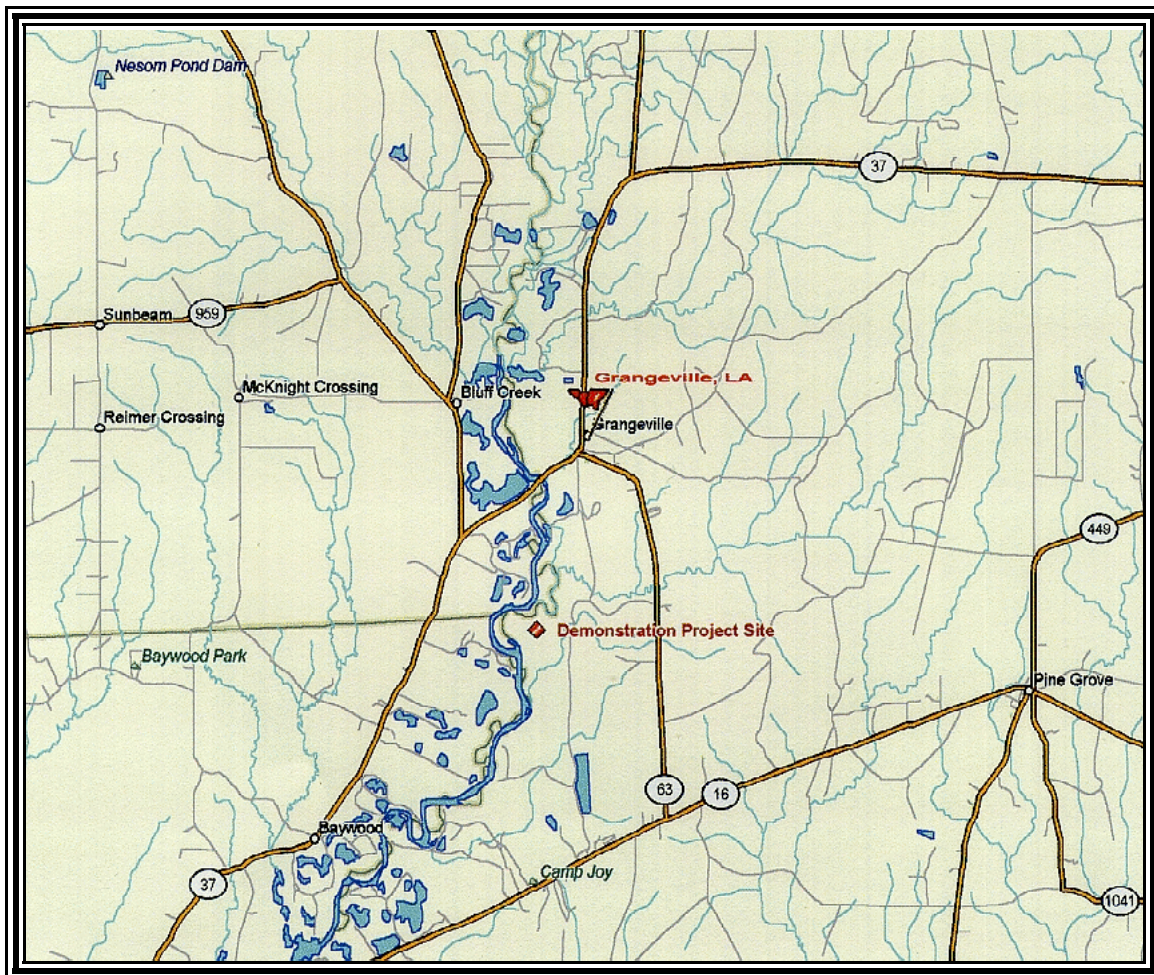 Nesom Pond Dam
37
Sunbeam
959
McKnight Crossing
Bluff Creek
Grangeville, LA
Reimer Crossing
Grangeville
449
Demonstration Project Site
Baywood Park
Pine Grove
63
16
Baywood
Camp Joy
37
1041